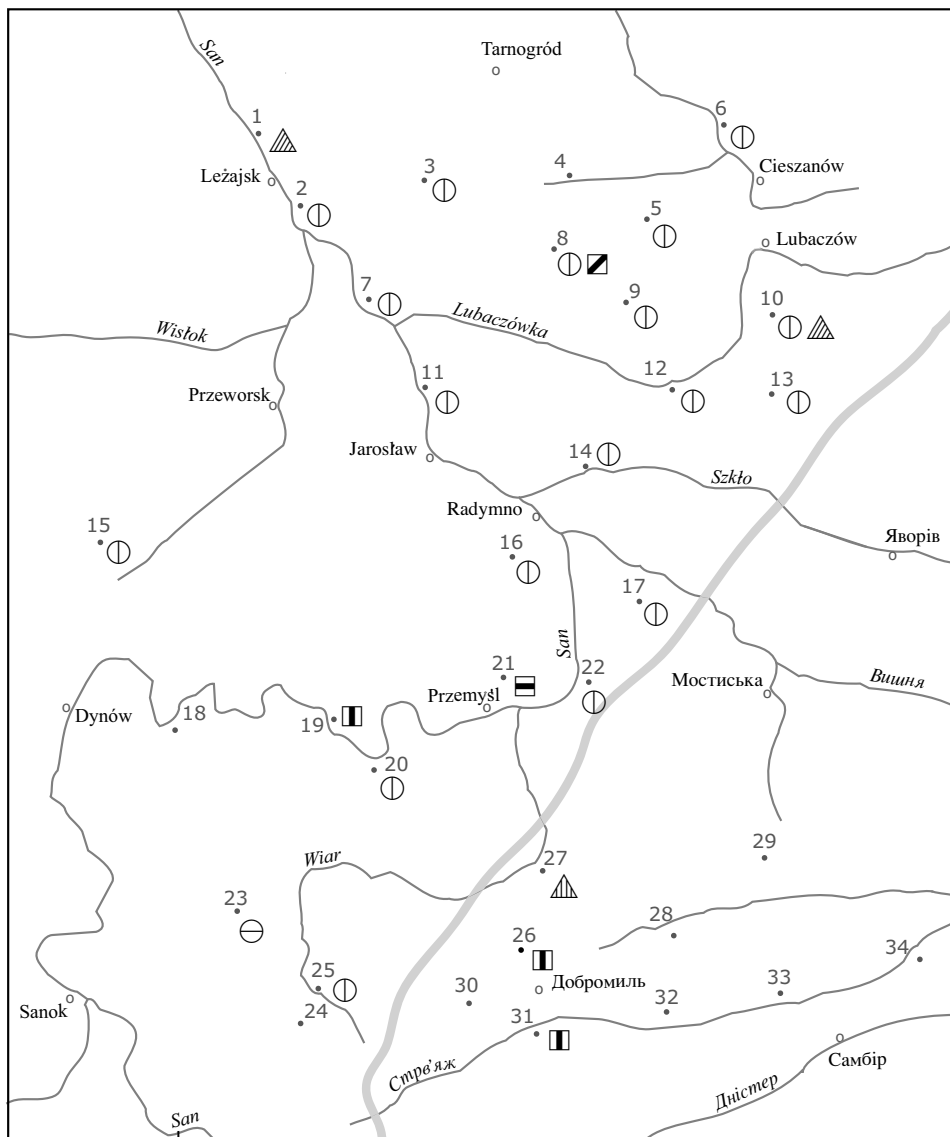 San
Tarnogród
1
6
Leżajsk
3
4
Cieszanów
2
5
8
Lubaczów
7
9
10
Wisłok
Lubaczówka
11
12
13
Przeworsk
Jarosław
14
Szkło
Radymno
15
16
Яворів
17
San
21
22
Мостиська
Вишня
Przemyśl
Dynów
18
19
20
Wiar
27
29
23
28
26
34
25
30
Добромиль
33
Sanok
24
32
31
Стрв'яж
Самбір
Дністер
San